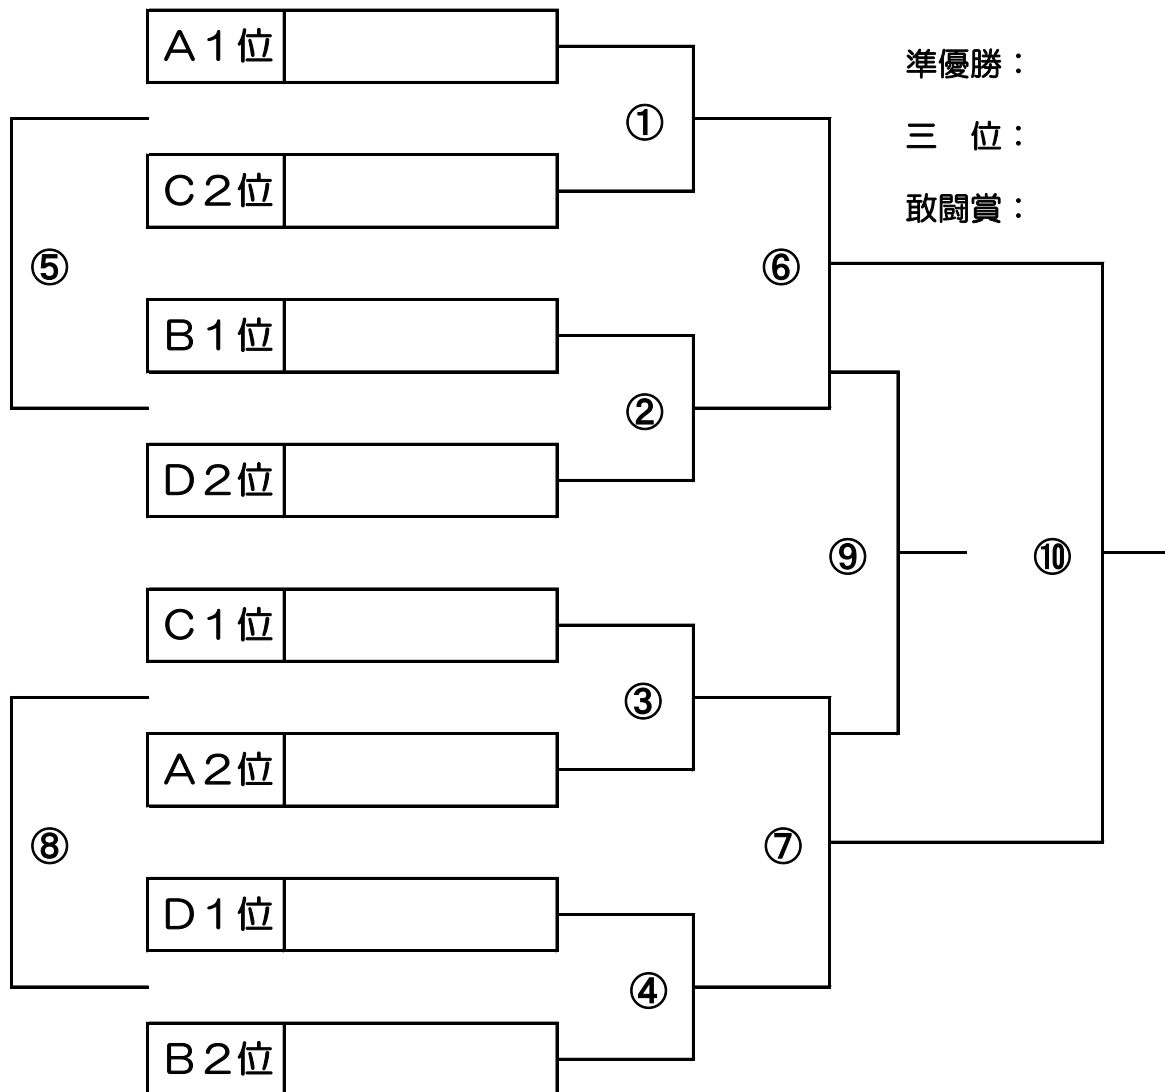 A1位
準優勝：
三　位：
①
C2位
敢闘賞：
⑤
⑥
B1位
②
D2位
⑨
⑩
C1位
③
A2位
⑧
⑦
D1位
④
B2位